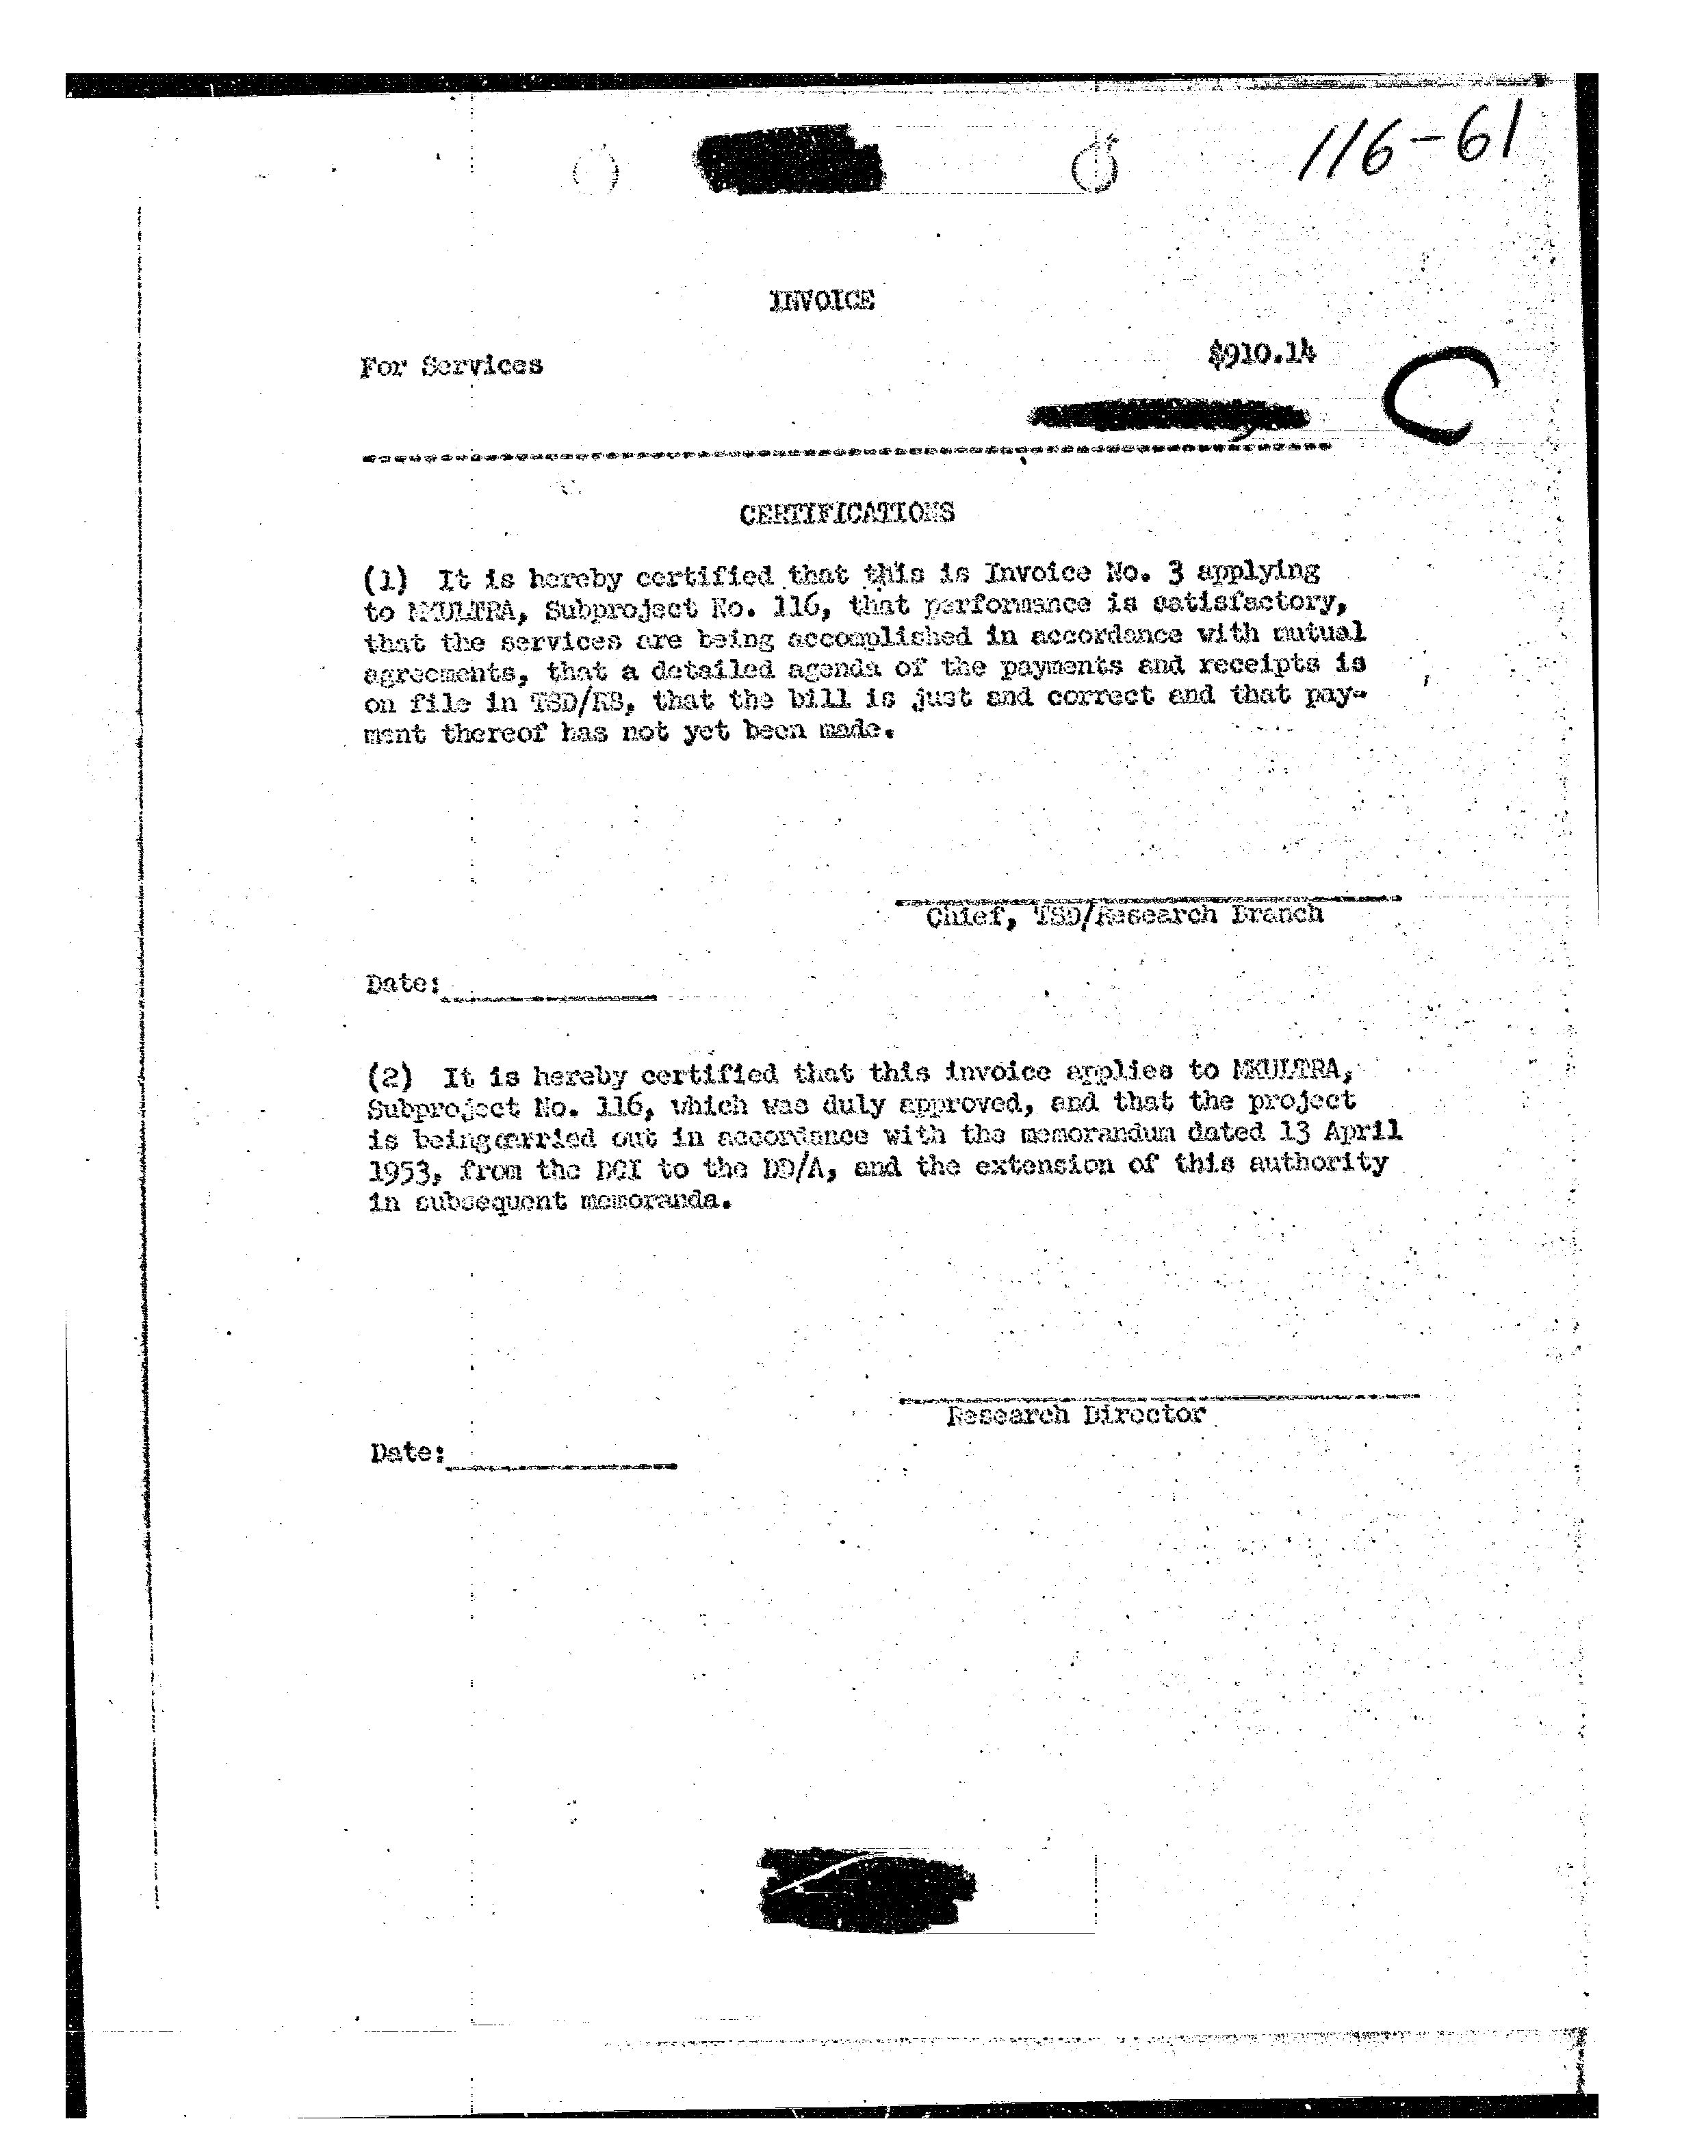 116-61
INVOICE
For Services $910.14
C
CERTIFICATIONS
(1) It is hereby certified that this is Invoice No. 3 applying
to MKULTRA, Subproject No. 116, that performance is satisfactory,
that the services are being accomplished in accordance with mutual
agreements, that a detailed agenda of the payments and receipts is
on file in TSD/RS, that the bill is just and correct and that pay-
ment thereof has not yet been made.
Chief, TSD/Research Branch
Date:
(2) It is hereby certified that this invoice applies to MKULTRA,
Subproject No. 116, which was duly approved, and that the project
is beingcarried out in accordance with the memorandum dated 13 April
1953, from the DCI to the DD/A, and the extension of this authority
in subsequent memoranda.
Research Director
Date: